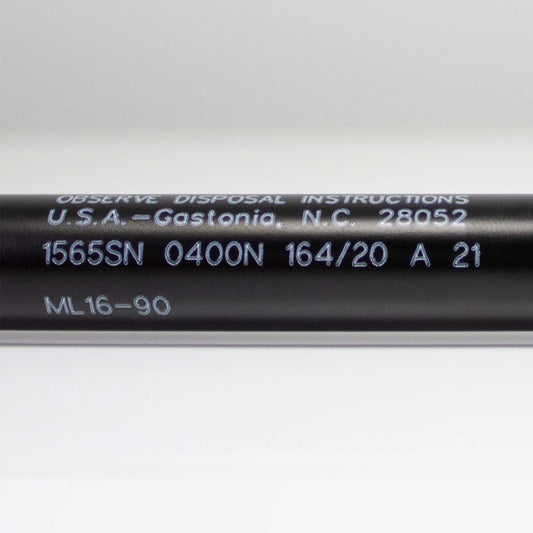 OBSERVE DISPOSAL INSTRUCTIONS
U.S.A.-Gastonia, N.C. 28052
1565SN 0400N 164/20 A 21
ML16-90